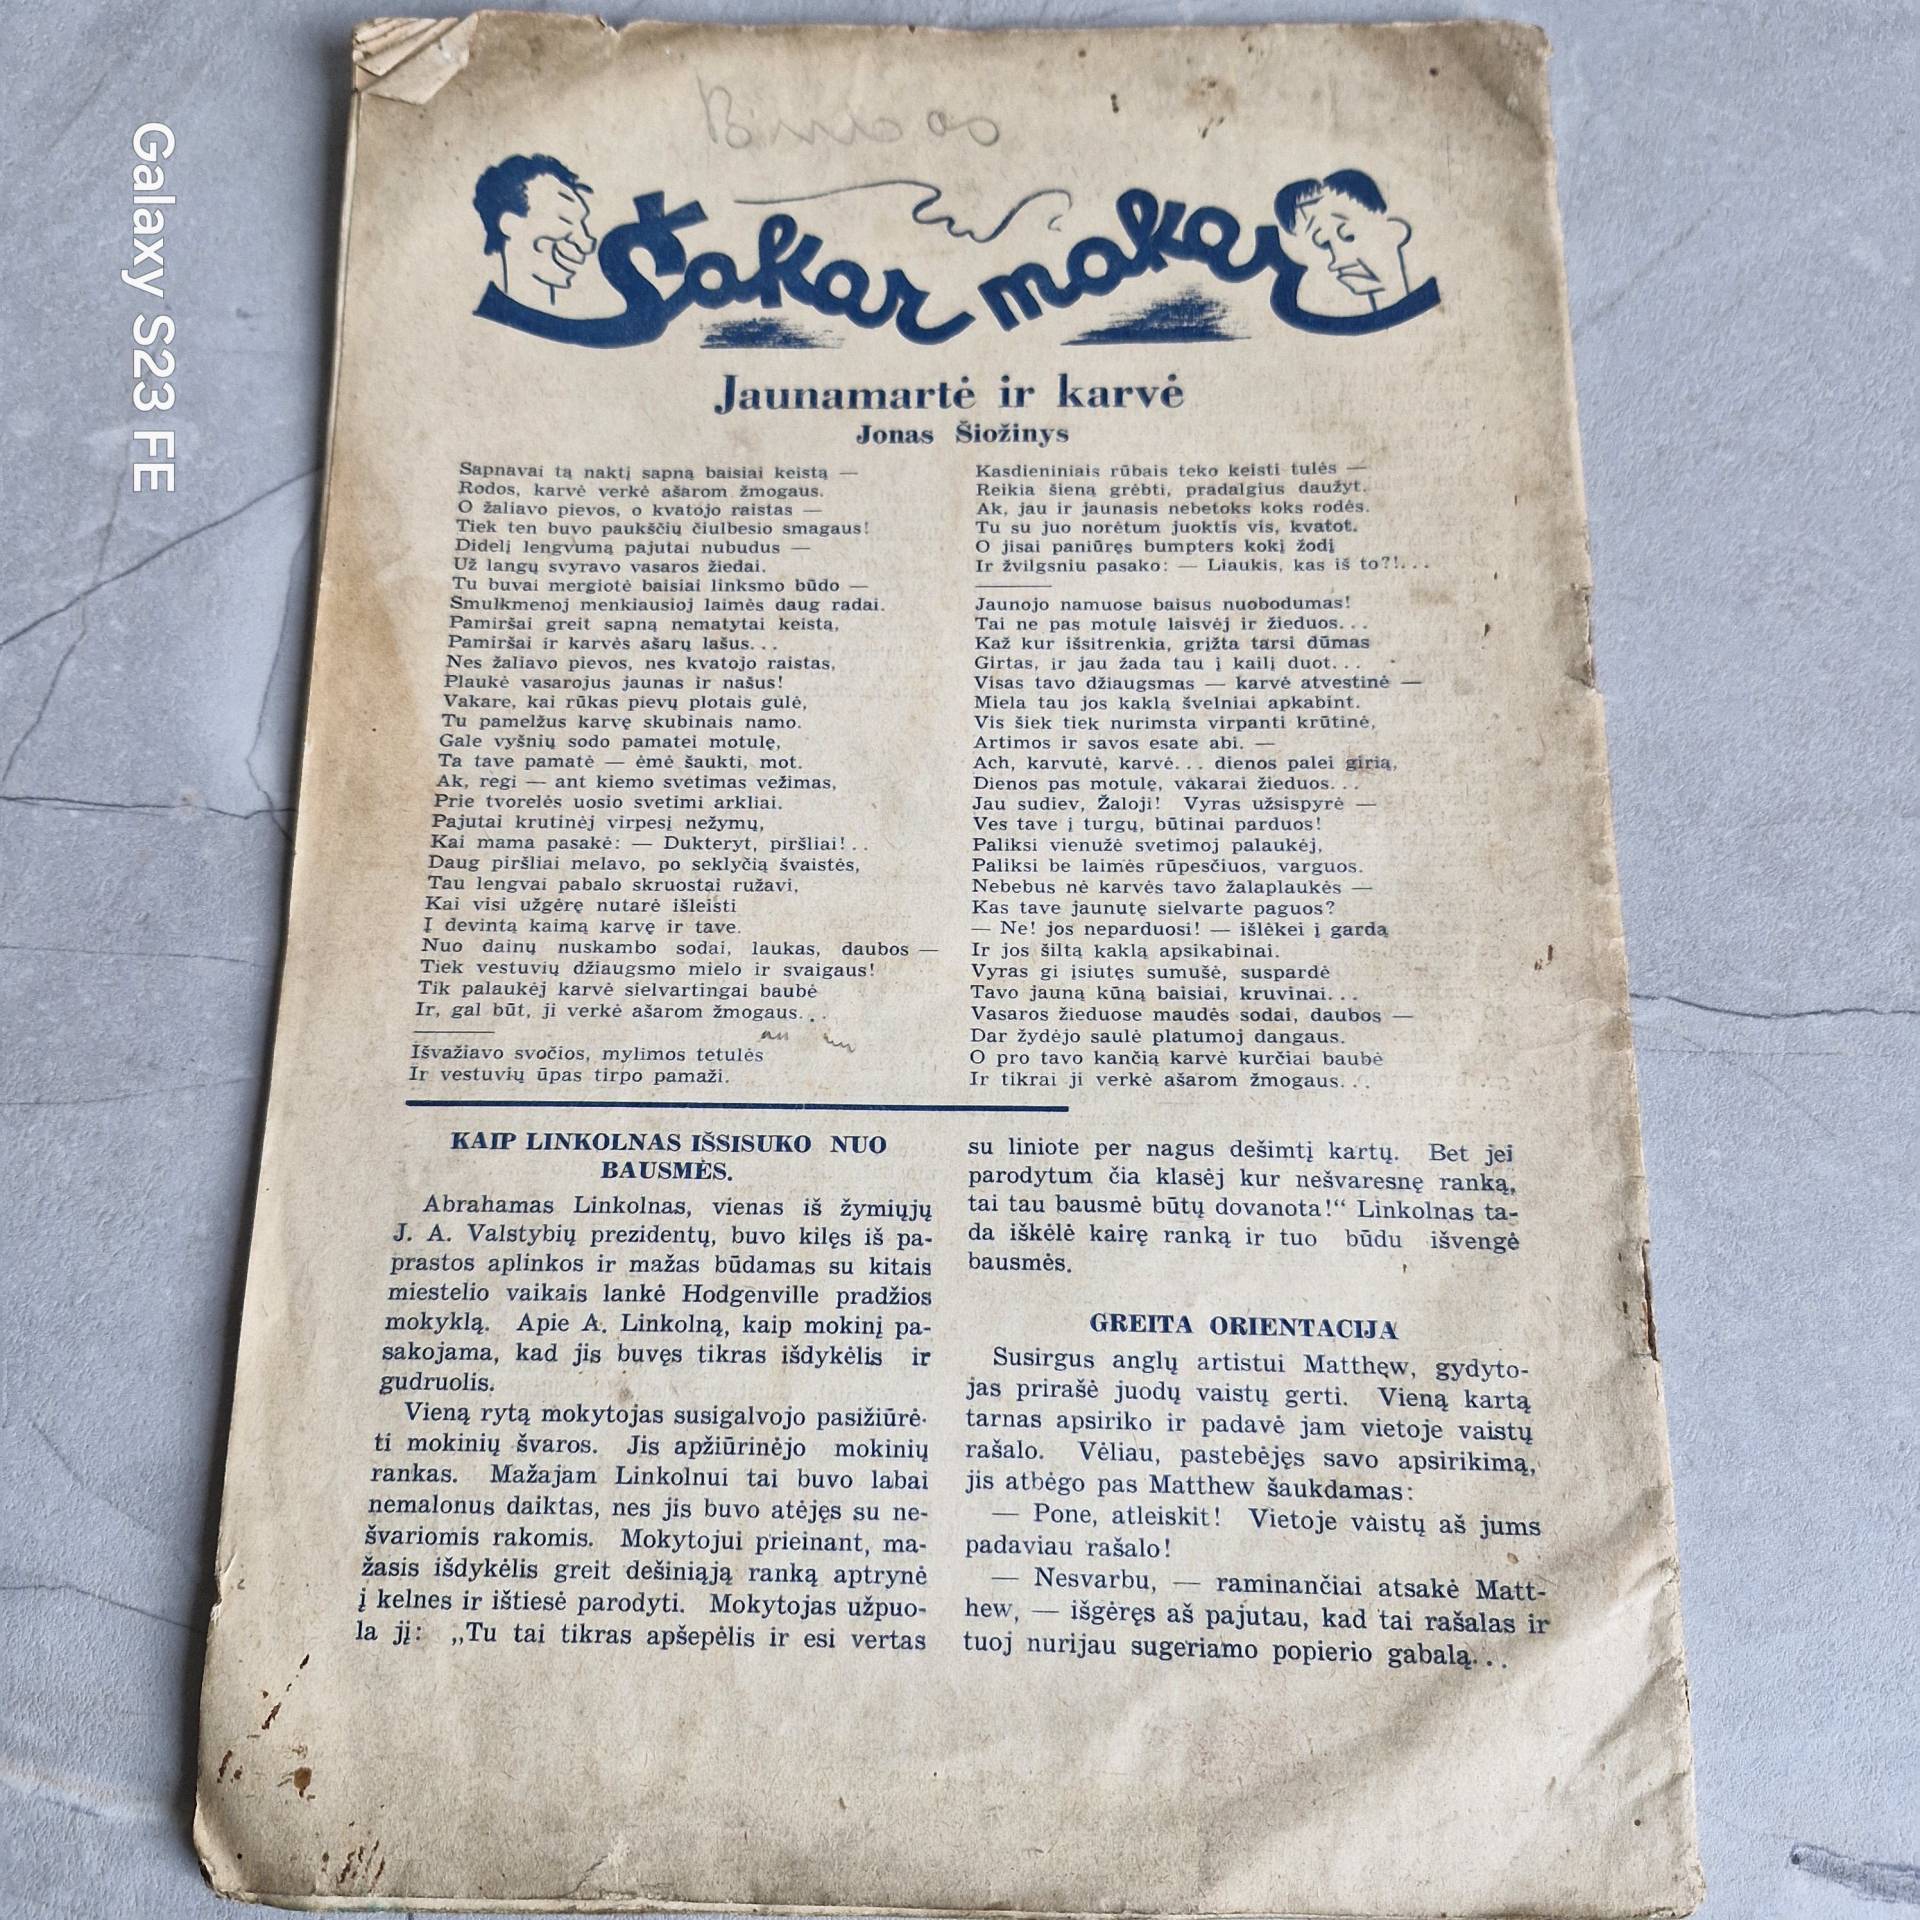 Šakar makar
Jaunamartė ir karvė
Jonas Šiožinys
Sapnavai tą naktį sapną baisiai keistą —
Rodos, karvė verkė ašarom žmogaus.
O žaliavo pievos, o kvatojo raistas —
Tiek ten buvo paukščių čiulbesio smagaus!
Didelį lengvumą pajutai nubudus —
Už langų svyravo vasaros žiedai.
Tu buvai mergiotė baisiai linksmo būdo —
Smulkmenoj menkiausioj laimės daug radai.
Pamiršai greit sapną nematytai keistą,
Pamiršai ir karvės ašarų lašus...
Nes žaliavo pievos, nes kvatojo raistas,
Plaukė vasarojus jaunas ir našus!
Vakare, kai rūkas pievų plotais gulė,
Tu pamelžus karvę skubinais namo.
Gale vyšnių sodo pamatei motulę,
Ta tave pamatė — ėmė šaukti, mot.
Ak, regi — ant kiemo svetimas vežimas,
Prie tvorelės uosio svetimi arkliai.
Pajutai krutinėj virpesį nežymų,
Kai mama pasakė: — Dukteryt, piršliai!..
Daug piršliai melavo, po seklyčią švaistės,
Tau lengvai pabalo skruostai ružavi,
Kai visi užgėrę nutarė išleisti
Į devintą kaimą karvę ir tave.
Nuo dainų nuskambo sodai, laukas, daubos —
Tiek vestuvių džiaugsmo mielo ir svaigaus!
Tik palaukėj karvė sielvartingai baubė
Ir, gal būt, ji verkė ašarom žmogaus...
Išvažiavo svočios, mylimos tetulės
Ir vestuvių ūpas tirpo pamaži.
Kasdieniniais rūbais teko keisti tulės —
Reikia šieną grėbti, pradalgius daužyt.
Ak, jau ir jaunasis nebetoks koks rodės.
Tu su juo norėtum juoktis vis, kvatot.
O jisai paniūręs bumpters kokį žodį
Ir žvilgsniu pasako: — Liaukis, kas iš to?!...
Jaunojo namuose baisus nuobodumas!
Tai ne pas motulę laisvėj ir žieduos...
Kaž kur išsitrenkia, grįžta tarsi dūmas
Girtas, ir jau žada tau į kailį duot...
Visas tavo džiaugsmas — karvė atvestinė —
Miela tau jos kaklą švelniai apkabint.
Vis šiek tiek nurimsta virpanti krūtinė,
Artimos ir savos esate abi. —
Ach, karvutė, karvė... dienos palei girią,
Dienos pas motulę, vakarai žieduos...
Jau sudiev, Žaloji! Vyras užsispyrė —
Ves tave į turgų, būtinai parduos!
Paliksi vienužė svetimoj palaukėj,
Paliksi be laimės rūpesčiuos, varguos.
Nebebus nė karvės tavo žalaplaukės —
Kas tave jaunutę sielvarte paguos?
— Ne! jos neparduosi! — išlėkei į gardą
Ir jos šiltą kaklą apsikabinai.
Vyras gi įsiutęs sumušė, suspardė
Tavo jauną kūną baisiai, kruvinai...
Vasaros žieduose maudės sodai, daubos —
Dar žydėjo saulė platumoj dangaus.
O pro tavo kančią karvė kurčiai baubė
Ir tikrai ji verkė ašarom žmogaus...
KAIP LINKOLNAS IŠSISUKO NUO
BAUSMĖS.
Abrahamas Linkolnas, vienas iš žymiųjų
J. A. Valstybių prezidentų, buvo kilęs iš pa-
prastos aplinkos ir mažas būdamas su kitais
miestelio vaikais lankė Hodgenville pradžios
mokyklą. Apie A. Linkolną, kaip mokinį pa-
sakojama, kad jis buvęs tikras išdykėlis ir
gudruolis.
Vieną rytą mokytojas susigalvojo pasižiūrė-
ti mokinių švaros. Jis apžiūrinėjo mokinių
rankas. Mažajam Linkolnui tai buvo labai
nemalonus daiktas, nes jis buvo atėjęs su ne-
švariomis rakomis. Mokytojui prieinant, ma-
žasis išdykėlis greit dešiniąją ranką aptrynė
į kelnes ir ištiesė parodyti. Mokytojas užpuo-
la jį: „Tu tai tikras apšepėlis ir esi vertas
su liniote per nagus dešimtį kartų. Bet jei
parodytum čia klasėj kur nešvaresnę ranką,
tai tau bausmė būtų dovanota!“ Linkolnas ta-
da iškėlė kairę ranką ir tuo būdu išvengė
bausmės.
GREITA ORIENTACIJA
Susirgus anglų artistui Matthew, gydyto-
jas prirašė juodų vaistų gerti. Vieną kartą
tarnas apsiriko ir padavė jam vietoje vaistų
rašalo. Vėliau, pastebėjęs savo apsirikimą,
jis atbėgo pas Matthew šaukdamas:
— Pone, atleiskit! Vietoje vaistų aš jums
padaviau rašalo!
— Nesvarbu, — raminančiai atsakė Matt-
hew, — išgėręs aš pajutau, kad tai rašalas ir
tuoj nurijau sugeriamo popierio gabalą...
Galaxy S23 FE